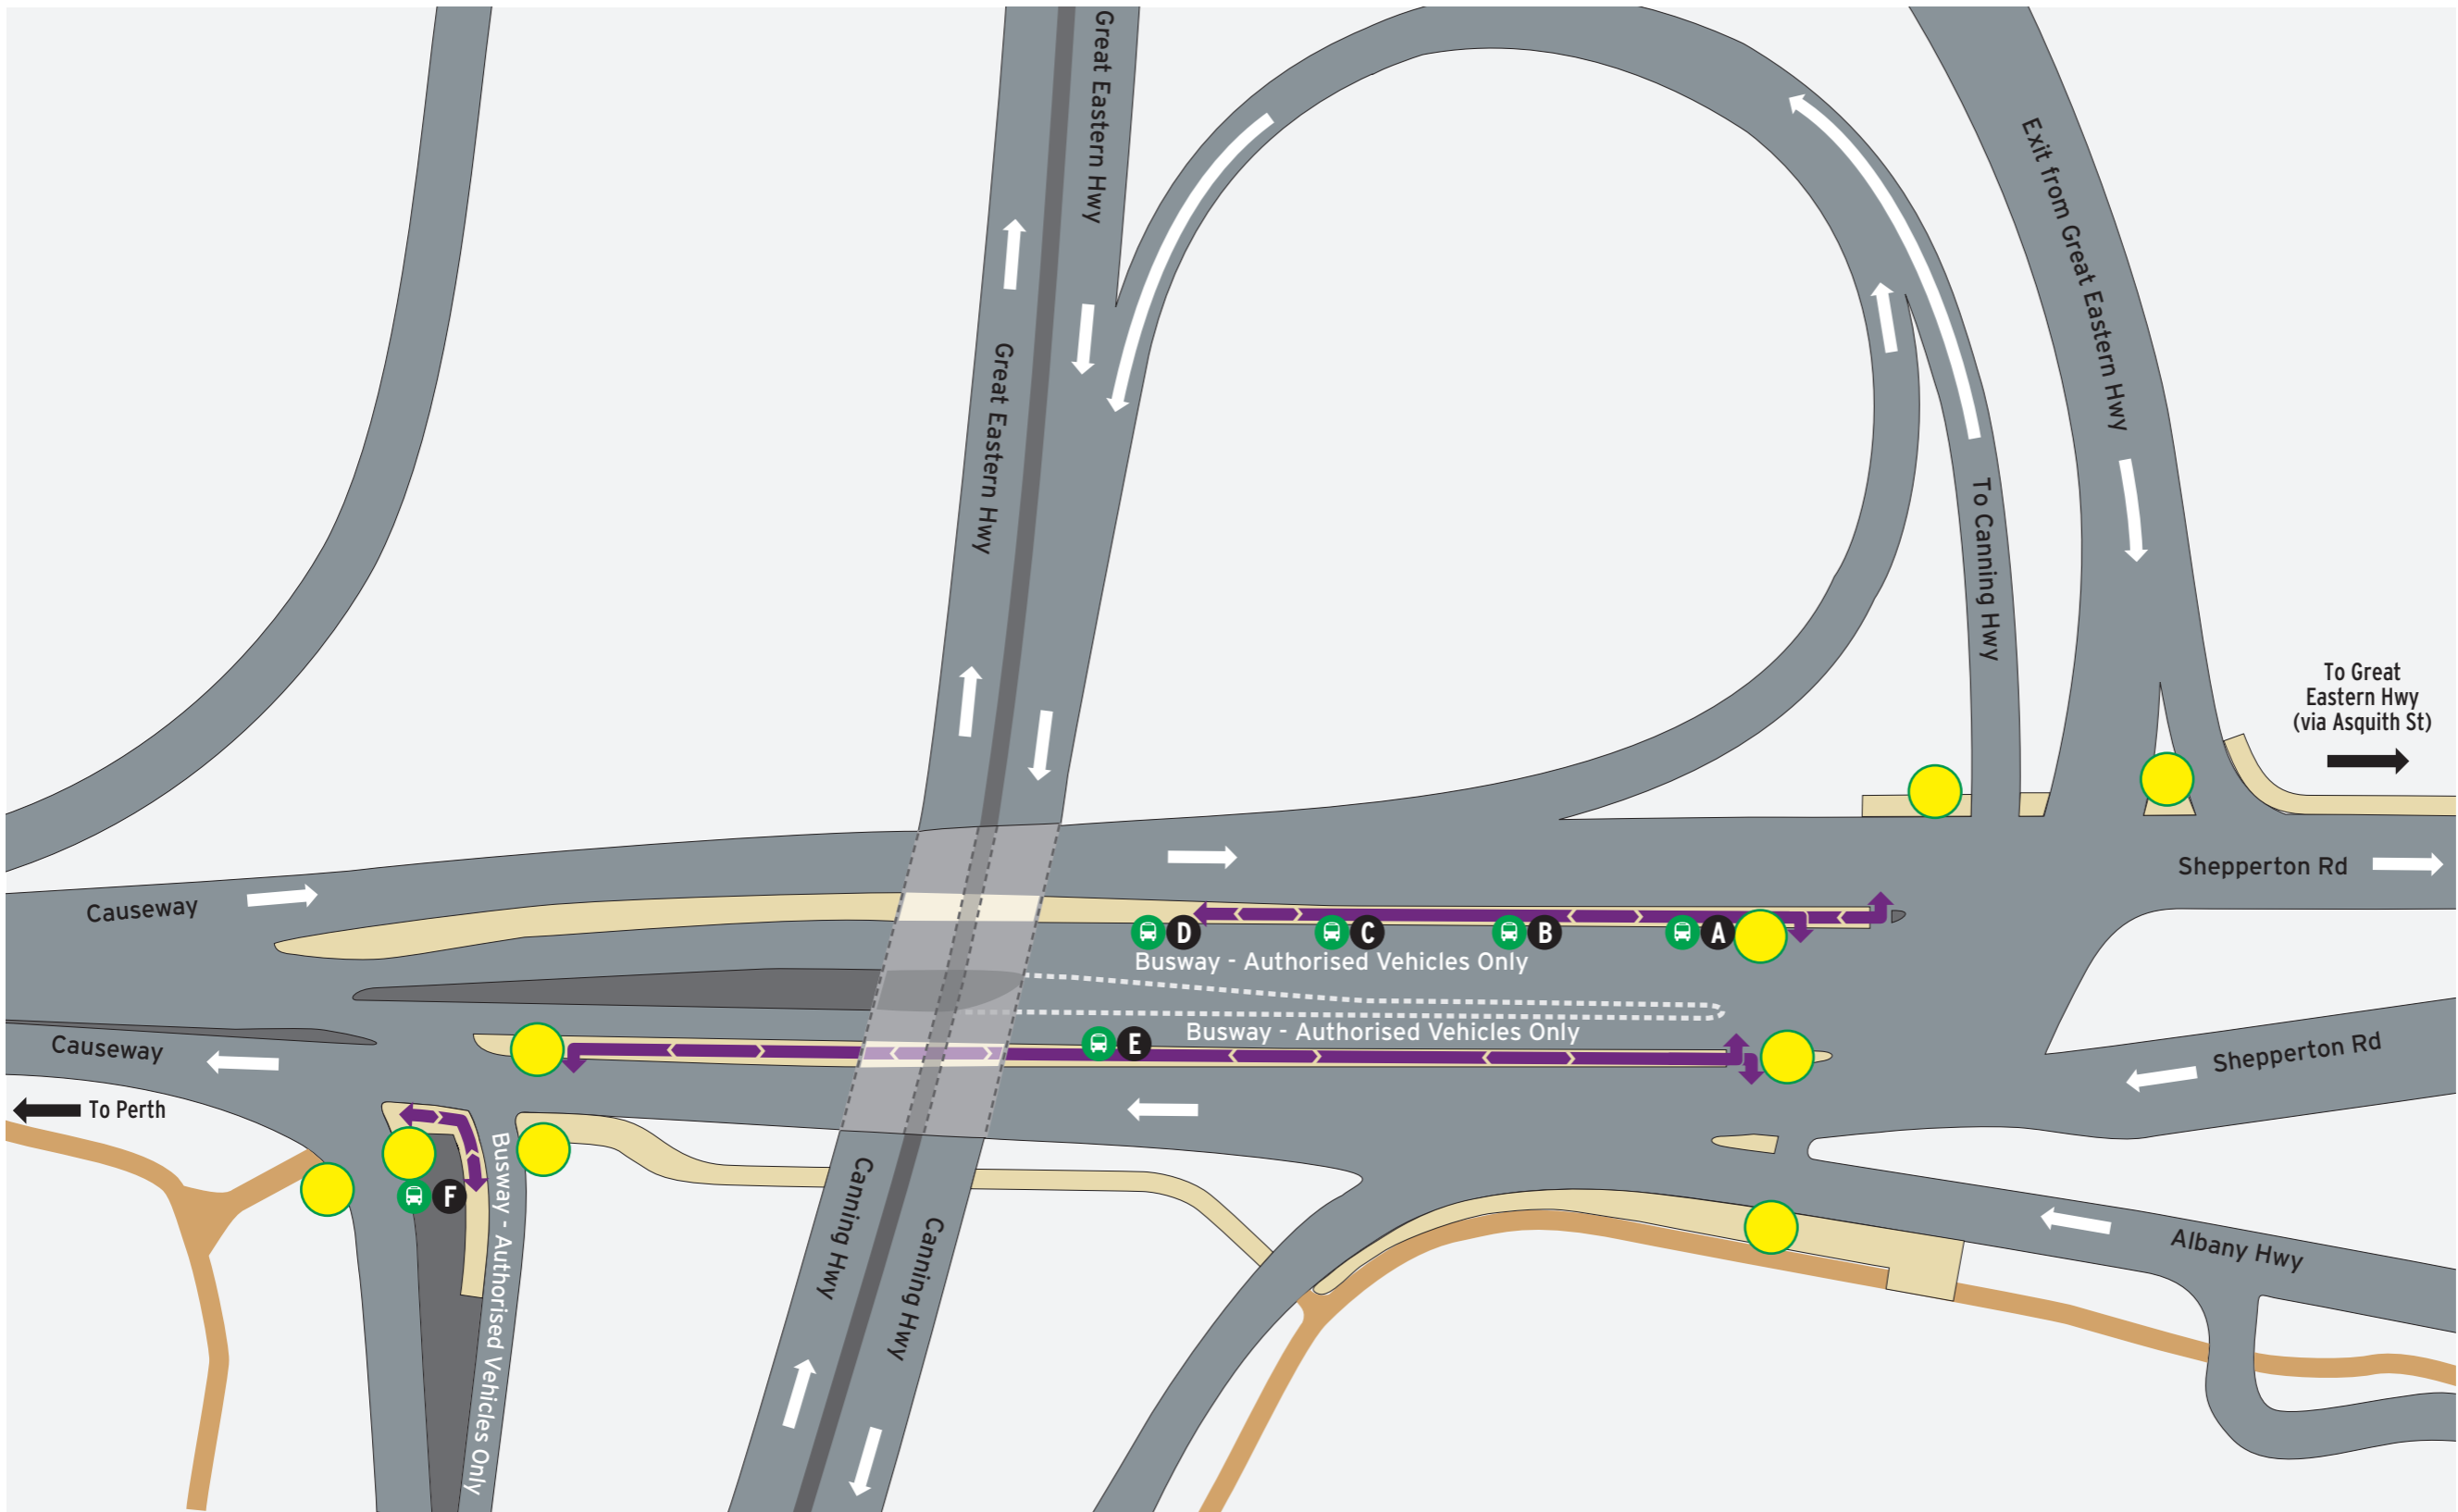 Great Eastern Hwy
Great Eastern Hwy
Exit from Great Eastern Hwy
To Canning Hwy
To Great
Eastern Hwy
(via Asquith St)
Shepperton Rd
Causeway
D
C
B
A
Busway - Authorised Vehicles Only
Busway - Authorised Vehicles Only
E
Causeway
Shepperton Rd
To Perth
F
Busway - Authorised Vehicles Only
Canning Hwy
Canning Hwy
Albany Hwy